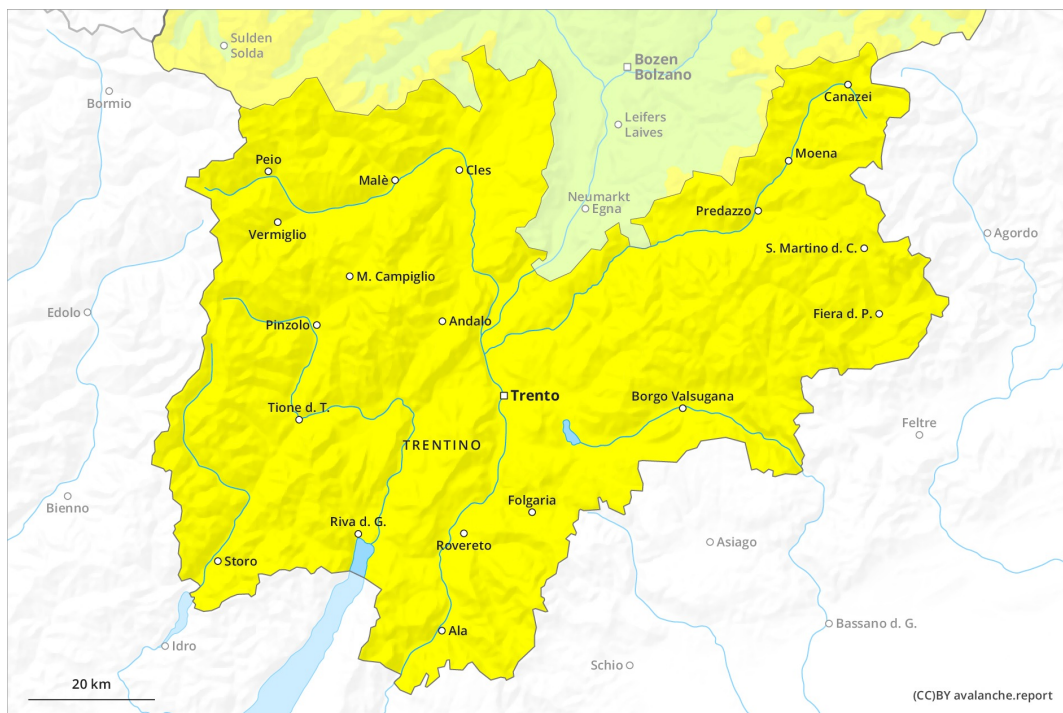 Sulden
Solda
Bozen
Bolzano
Bormio
Canazei
Leifers
Laives
Moena
Peio
Malè
Cles
Neumarkt
Egna
Predazzo
Vermiglio
Agordo
S. Martino d. C.
M. Campiglio
Edolo
Pinzolo
Andalo
Fiera d. P.
Trento
Borgo Valsugana
Tione d. T.
Feltre
TRENTINO
Bienno
Folgaria
Riva d. G.
Rovereto
Asiago
Storo
Bassano d. G.
Ala
Idro
Schio
20 km
(CC)BY avalanche.report